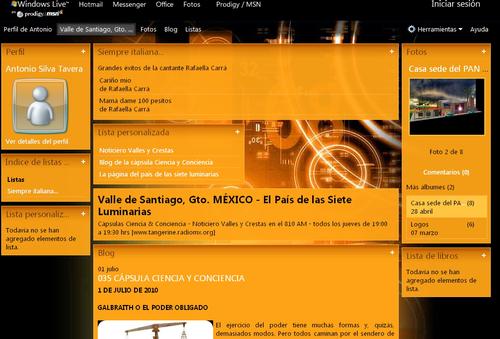 Windows Live™ Hotmail Messenger Office Fotos Prodigy / MSN Iniciar sesión
prodigy msn
Perfil de Antonio Valle de Santiago, Gto. ... Fotos Blog Listas Herramientas Ayuda
Perfil
Antonio Silva Tavera
Ver detalles del perfil
Índice de listas ...
Listas
Siempre italiana...
Lista personaliz...
Todavía no se han
agregado elementos de
lista.
Siempre italiana...
Grandes éxitos de la cantante Rafaella Carrá
Cariño mio
de Rafaella Carrá
Mamá dame 100 pesitos
de Rafaella Carrá
Lista personalizada
Noticiero Valles y Crestas
Blog de la cápsula Ciencia y Conciencia
La página del país de las siete luminarias
Valle de Santiago, Gto. MÉXICO - El País de las Siete
Luminarias
Cápsulas Ciencia & Conciencia - Noticiero Valles y Crestas en el 810 AM - todos los jueves de 19:00
a 19:30 hrs [www.tangerine.radiomx.org]
Blog
01 julio
035 CÁPSULA CIENCIA Y CONCIENCIA
1 DE JULIO DE 2010
GALBRAITH O EL PODER OBLIGADO
El ejercicio del poder tiene muchas formas y, quizás,
demasiados modos. Pero todos caminan por el sendero de
Fotos
Casa sede del PAN ...
Foto 2 de 8
Comentarios (0)
Más álbumes (2)
Casa sede del PA... (8)
28 abril
Logos (6)
07 marzo
Lista de libros
Todavía no se han
agregado elementos de
lista.